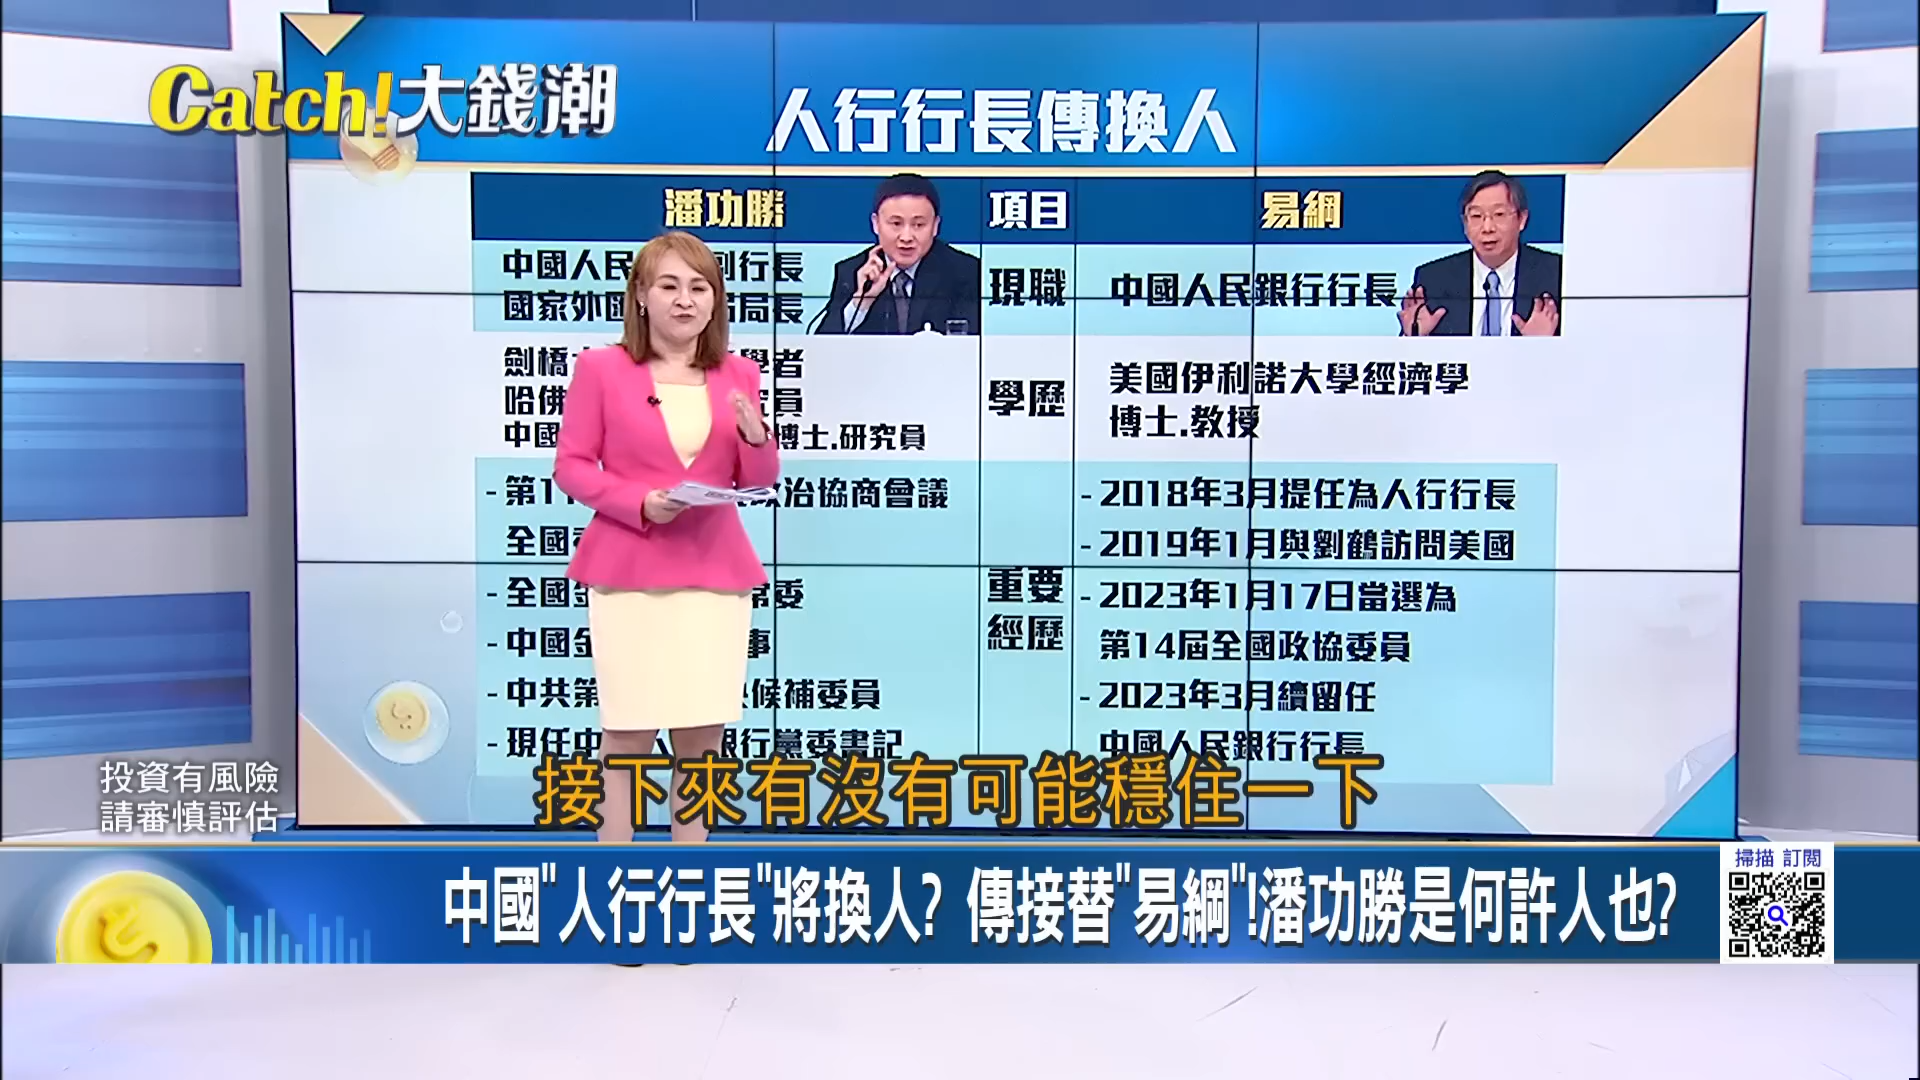 Catch!大錢潮
人行行長傳換人
潘功勝 項目 易綱
中國人民 副行長
國家外匯 局局長
現職
中國人民銀行行長
劍橋 學者
哈佛 究員
中國 博士.研究員
學歷
美國伊利諾大學經濟學
博士.教授
-第11 政治協商會議
全國
-全國金 常委
-中國金 事
-中共第 候補委員
-現任中 人 銀行黨委書記
重要
經歷
-2018年3月提任為人行行長
-2019年1月與劉鶴訪問美國
-2023年1月17日當選為
第14屆全國政協委員
-2023年3月續留任
中國人民銀行行長
接下來有沒有可能穩住一下
投資有風險
請審慎評估
中國"人行行長"將換人? 傳接替"易綱"!潘功勝是何許人也?
掃描 訂閱